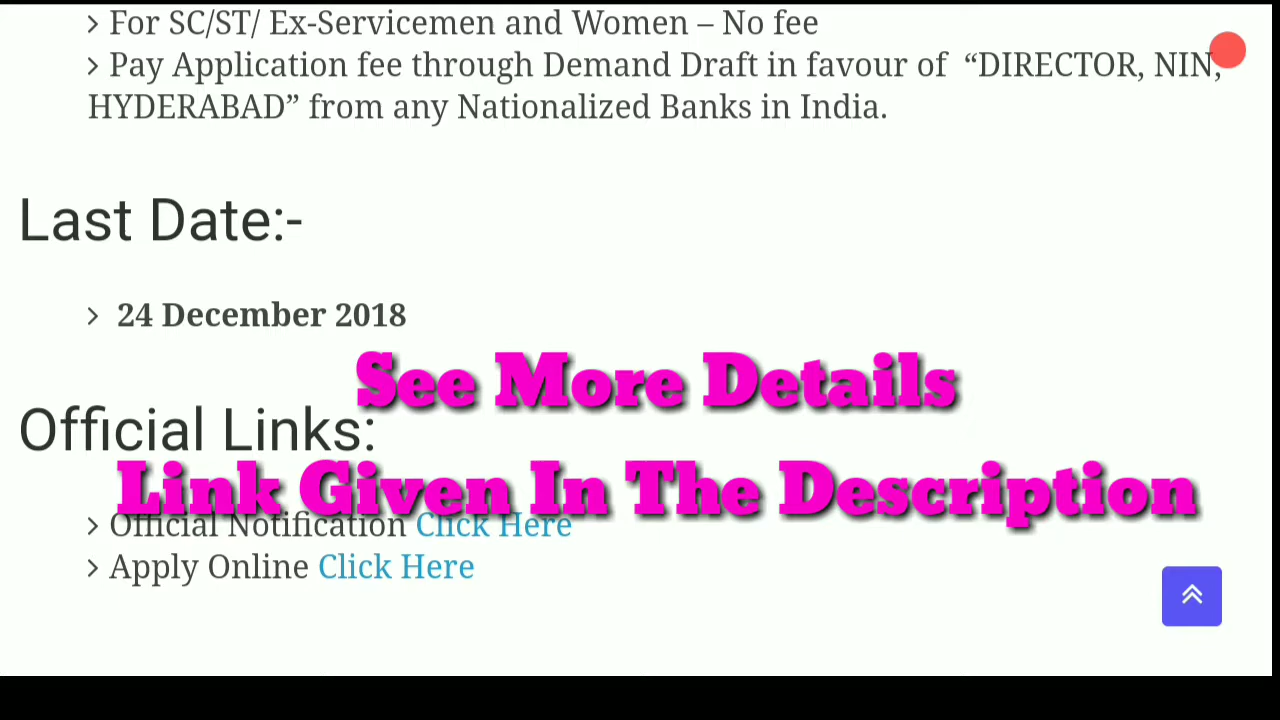 For SC/ST/ Ex-Servicemen and Women – No fee
Pay Application fee through Demand Draft in favour of “DIRECTOR, NIN,
HYDERABAD” from any Nationalized Banks in India.
Last Date:-
24 December 2018
See More Details
Official Links:
Link Given In The Description
Official Notification Click Here
Apply Online Click Here